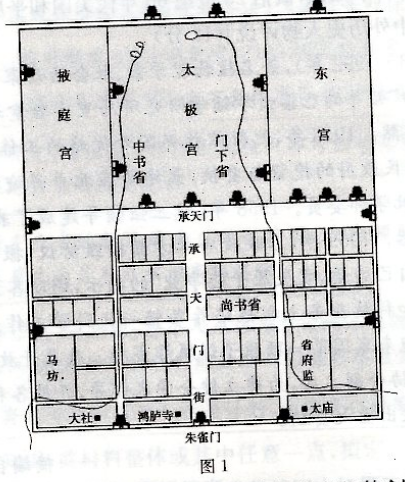 掖庭宫
太极宫
东宫
中书省
门下省
承天门
承天门街
尚书省
马坊
省府监
大社
鸿胪寺
太庙
朱雀门
图1